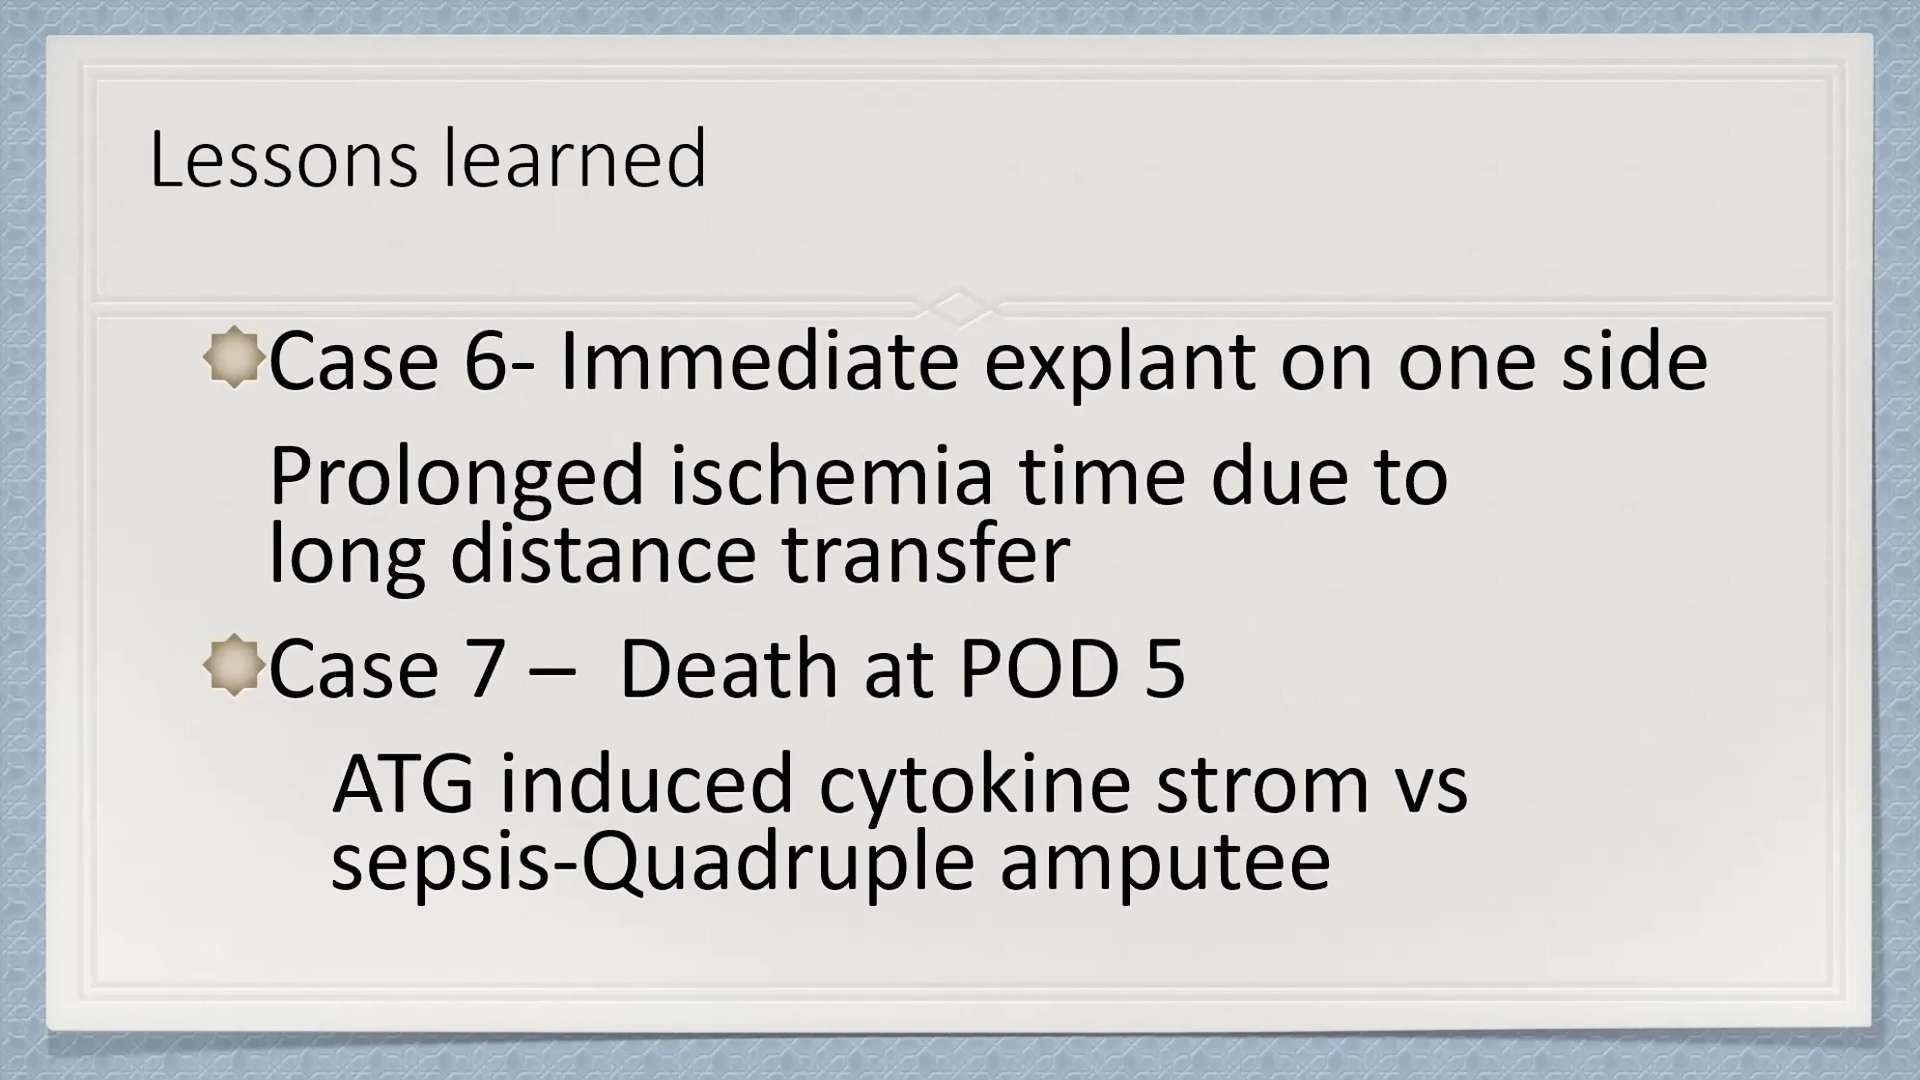 Lessons learned
Case 6- Immediate explant on one side
Prolonged ischemia time due to
long distance transfer
Case 7 –  Death at POD 5
ATG induced cytokine strom vs
sepsis-Quadruple amputee